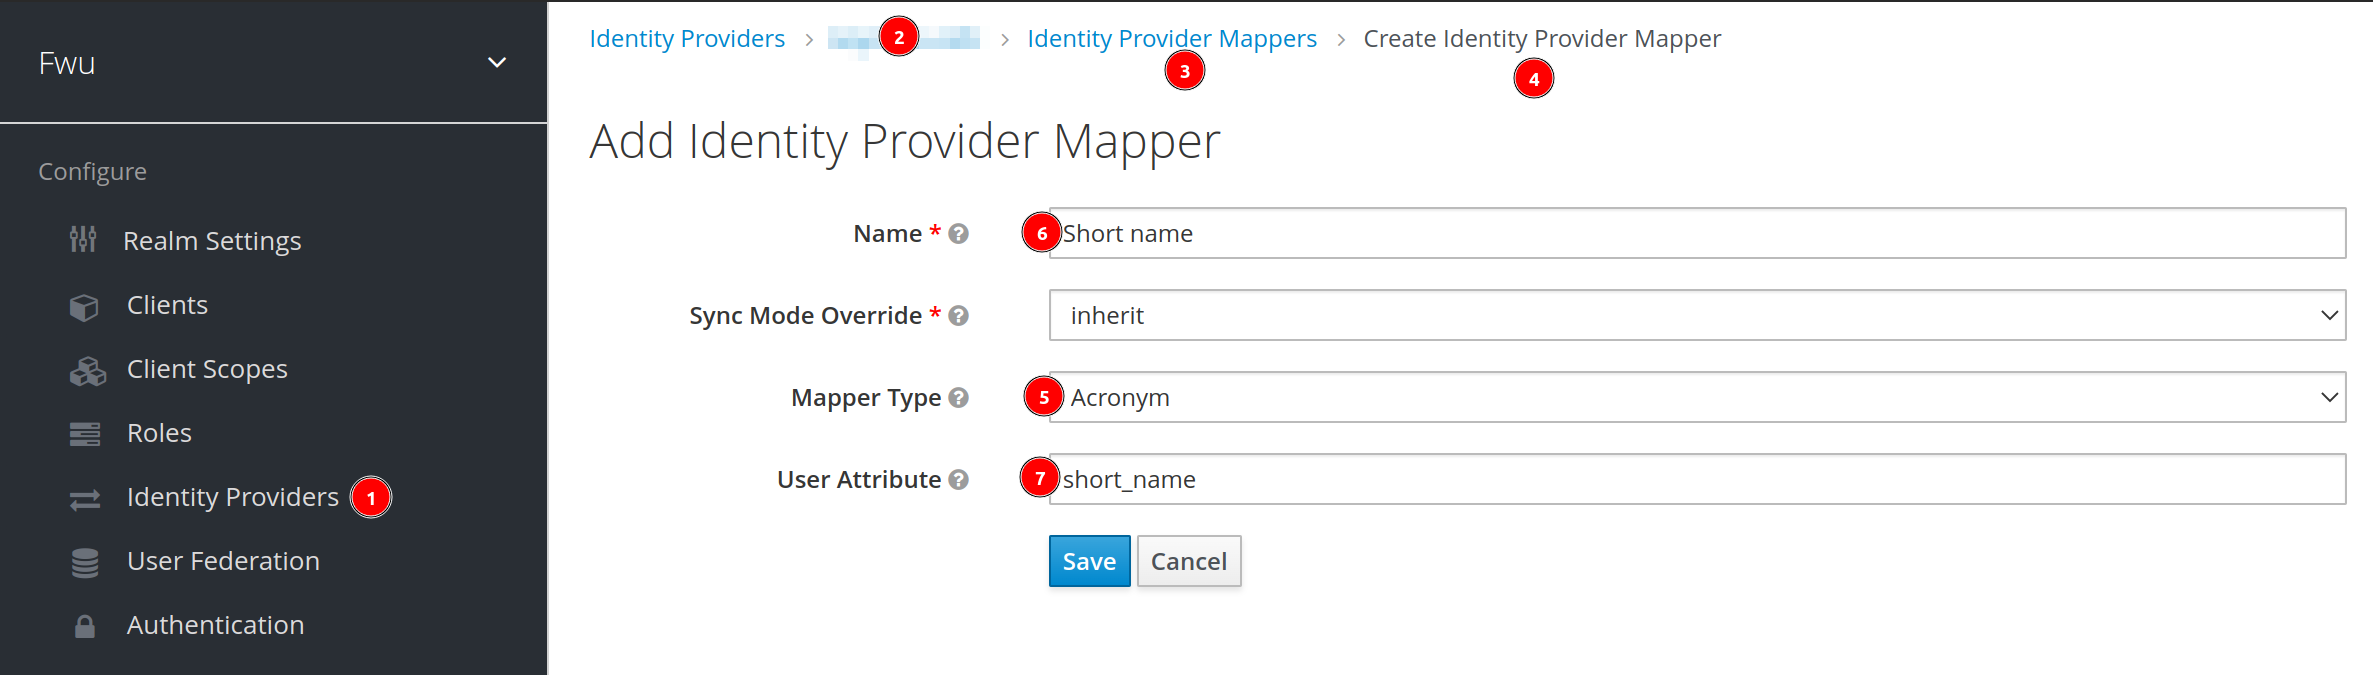 Fwu
Configure
Realm Settings
Clients
Client Scopes
Roles
Identity Providers 1
User Federation
Authentication
Identity Providers > 2 > Identity Provider Mappers > Create Identity Provider Mapper
3 4
Add Identity Provider Mapper
Name * ? 6 Short name
Sync Mode Override * ? inherit
Mapper Type ? 5 Acronym
User Attribute ? 7 short_name
Save Cancel